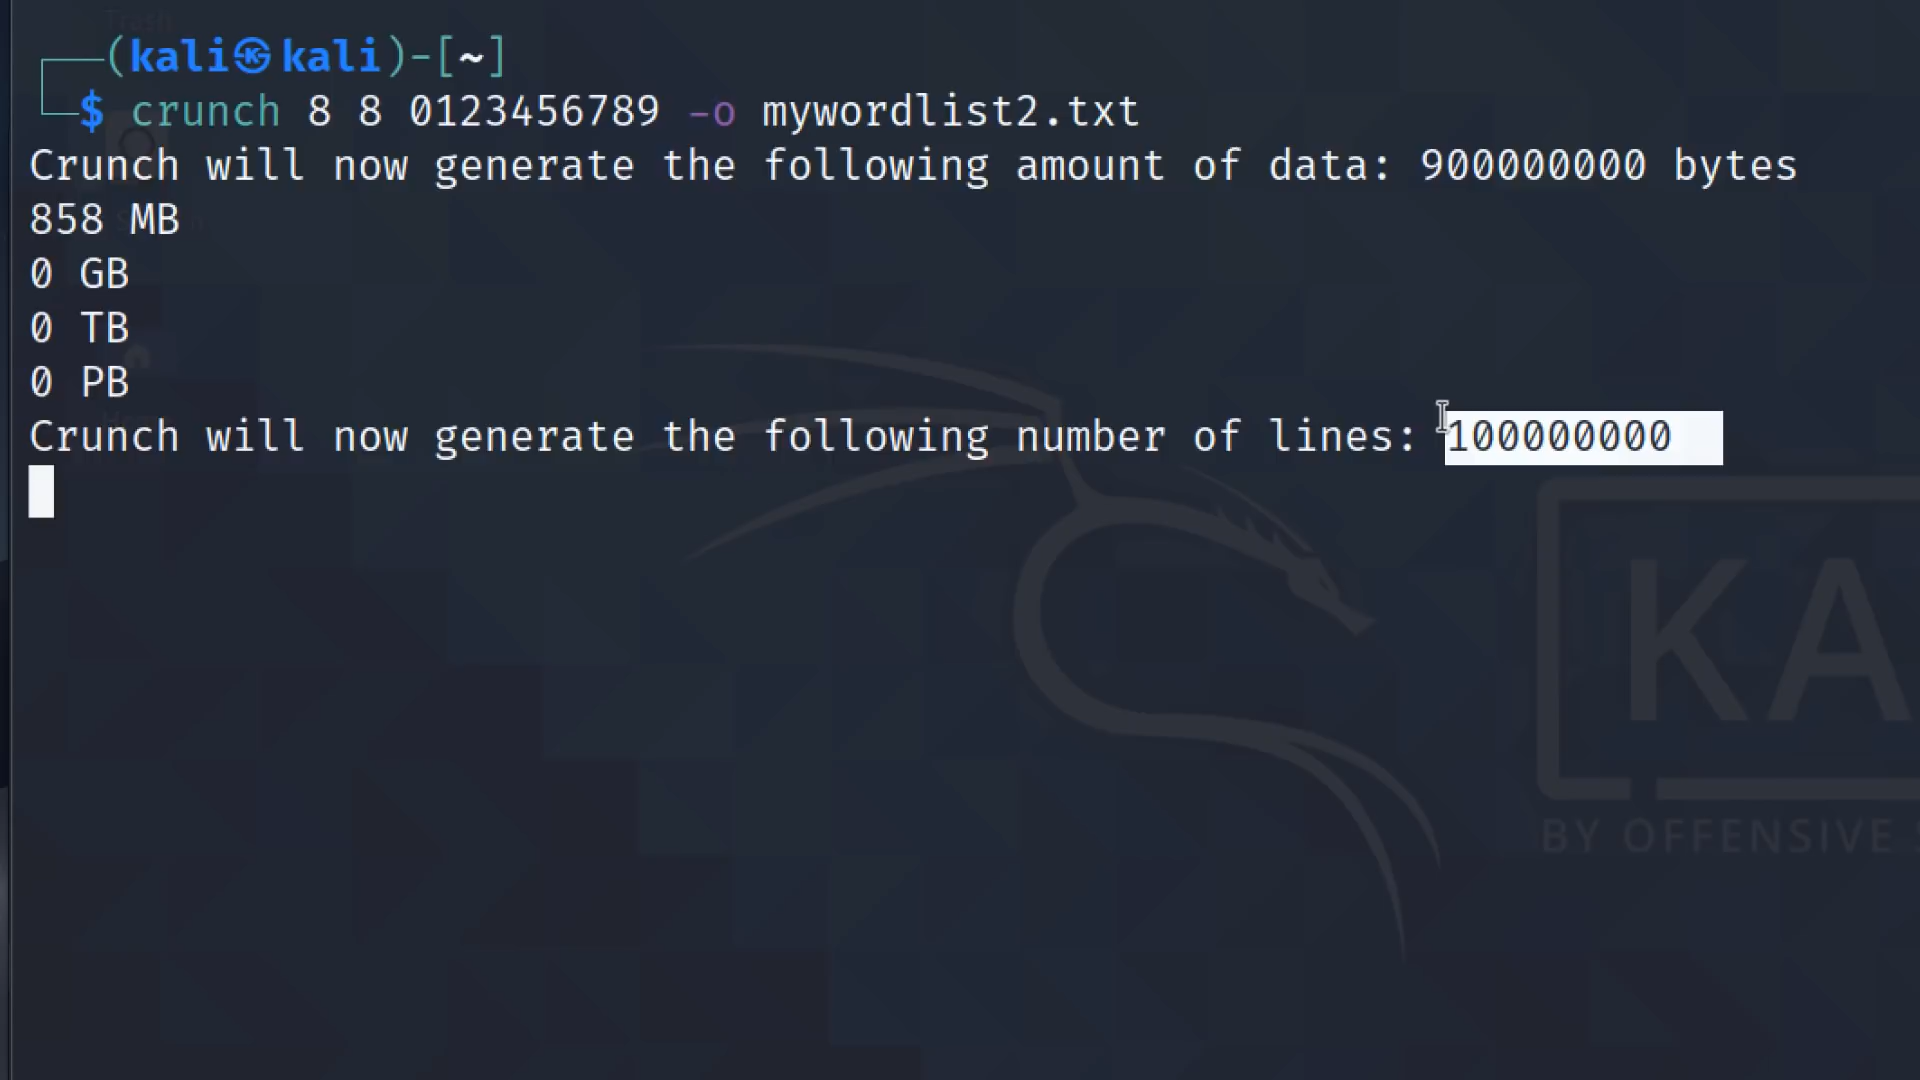 Trash
(kali㉿kali)-[~]
$ crunch 8 8 0123456789 -o mywordlist2.txt
Crunch will now generate the following amount of data: 900000000 bytes
858 MB
0 GB
0 TB
0 PB
Crunch will now generate the following number of lines: 100000000
KA
BY OFFENSIVE